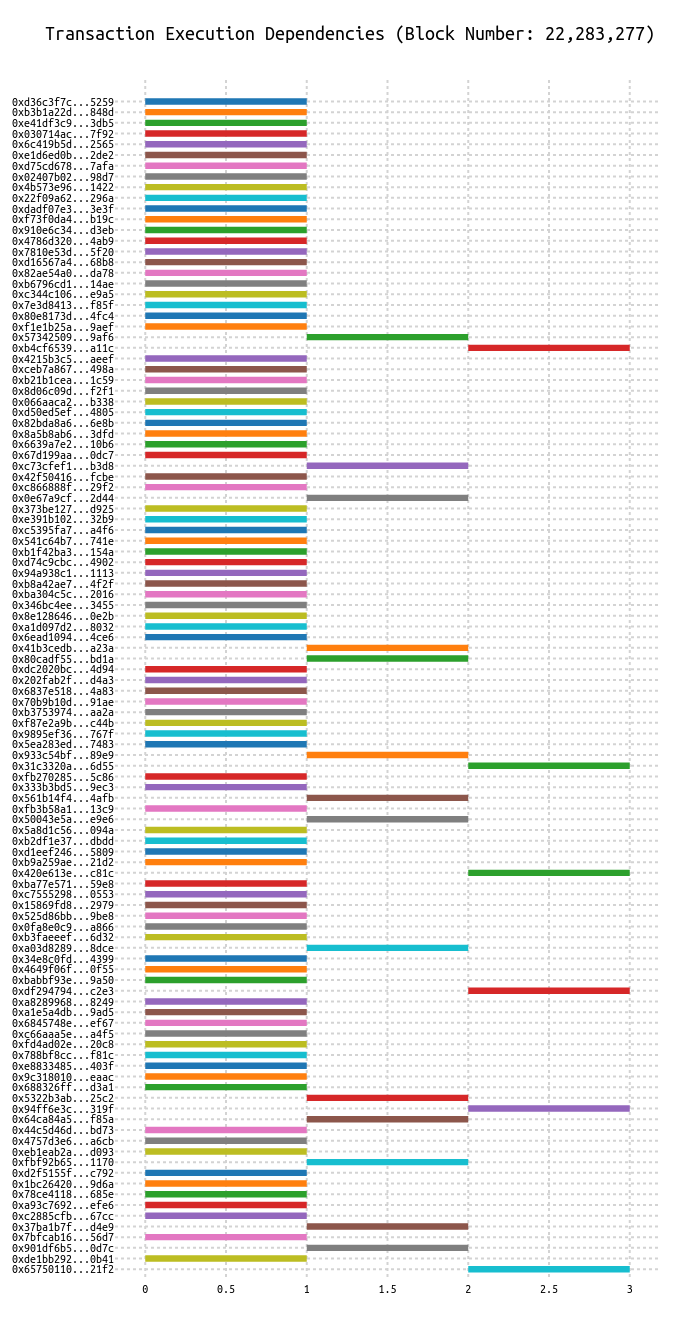 Transaction Execution Dependencies (Block Number: 22,283,277)
0xd36c3f7c...5259
0xb3b1a22d...848d
0xe41df3c9...3db5
0x030714ac...7f92
0x6c419b5d...2565
0xe1d6ed0b...2de2
0xd75cd678...7afa
0x02407b02...98d7
0x4b573e96...1422
0x22f09a62...296a
0xdadf07e3...3e3f
0xf73f0da4...b19c
0x910e6c34...d3eb
0x4786d320...4ab9
0x7810e53d...5f20
0xd16567a4...68b8
0x82ae54a0...da78
0xb6796cd1...14ae
0xc344c106...e9a5
0x7e3d8413...f85f
0x80e8173d...4fc4
0xf1e1b25a...9aef
0x57342509...9af6
0xb4cf6539...a11c
0x4215b3c5...aeef
0xceb7a867...498a
0xb21b1cea...1c59
0x8d06c09d...f2f1
0x066aaca2...b338
0xd50ed5ef...4805
0x82bda8a6...6e8b
0x8a5b8ab6...3dfd
0x6639a7e2...10b6
0x67d199aa...0dc7
0xc73cfef1...b3d8
0x42f50416...fcbe
0xc866888f...29f2
0x0e67a9cf...2d44
0x373be127...d925
0xe391b102...32b9
0xc5395fa7...a4f6
0x541c64b7...741e
0xb1f42ba3...154a
0xd74c9cbc...4902
0x94a938c1...1113
0xb8a42ae7...4f2f
0xba304c5c...2016
0x346bc4ee...3455
0x8e128646...0e2b
0xa1d097d2...8032
0x6ead1094...4ce6
0x41b3cedb...a23a
0x80cadf55...bd1a
0xdc2020bc...4d94
0x202fab2f...d4a3
0x6837e518...4a83
0x70b9b10d...91ae
0xb3753974...aa2a
0xf87e2a9b...c44b
0x9895ef36...767f
0x5ea283ed...7483
0x933c54bf...89e9
0x31c3320a...6d55
0xfb270285...5c86
0x333b3bd5...9ec3
0x561b14f4...4afb
0xfb3b58a1...13c9
0x50043e5a...e9e6
0x5a8d1c56...094a
0xb2df1e37...dbdd
0xd1eef246...5809
0xb9a259ae...21d2
0x420e613e...c81c
0xba77e571...59e8
0xc7555298...0553
0x15869fd8...2979
0x525d86bb...9be8
0x0fa8e0c9...a866
0xb3faeeef...6d32
0xa03d8289...8dce
0x34e8c0fd...4399
0x4649f06f...0f55
0xbabbf93e...9a50
0xdf294794...c2e3
0xa8289968...8249
0xa1e5a4db...9ad5
0x6845748e...ef67
0xc66aaa5e...a4f5
0xfd4ad02e...20c8
0x788bf8cc...f81c
0xe8833485...403f
0x9c318010...eaac
0x688326ff...d3a1
0x5322b3ab...25c2
0x94ff6e3c...319f
0x64ca84a5...f85a
0x44c5d46d...bd73
0x4757d3e6...a6cb
0xeb1eab2a...d093
0xfbf92b65...1170
0xd2f5155f...c792
0x1bc26420...9d6a
0x78ce4118...685e
0xa93c7692...efe6
0xc2885cfb...67cc
0x37ba1b7f...d4e9
0x7bfcab16...56d7
0x901df6b5...0d7c
0xde1bb292...0b41
0x65750110...21f2
0 0.5 1 1.5 2 2.5 3